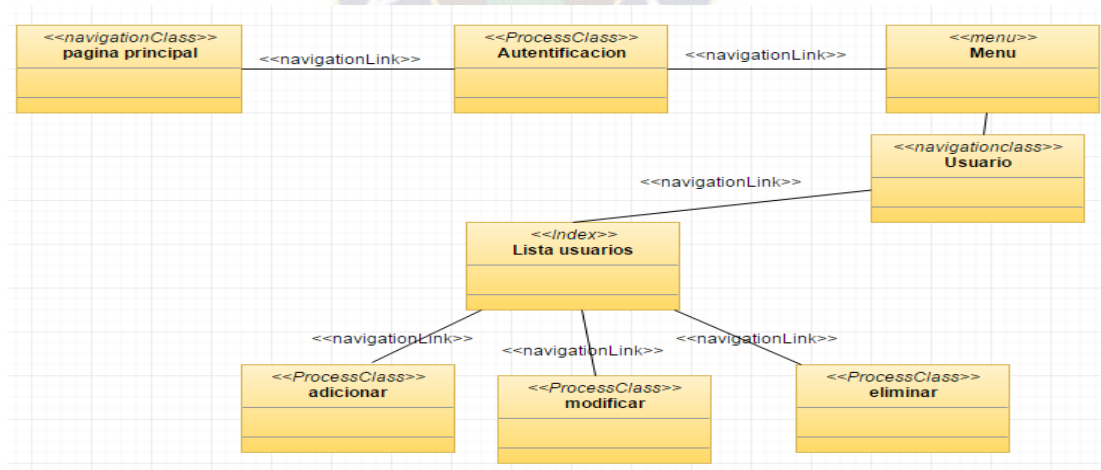 <<navigationClass>>
pagina principal
<<navigationLink>>
<<ProcessClass>>
Autentificacion
<<navigationLink>>
<<menu>>
Menu
<<navigationclass>>
Usuario
<<navigationLink>>
<<Index>>
Lista usuarios
<<navigationLink>>
<<navigationLink>>
<<navigationLink>>
<<ProcessClass>>
adicionar
<<ProcessClass>>
modificar
<<ProcessClass>>
eliminar